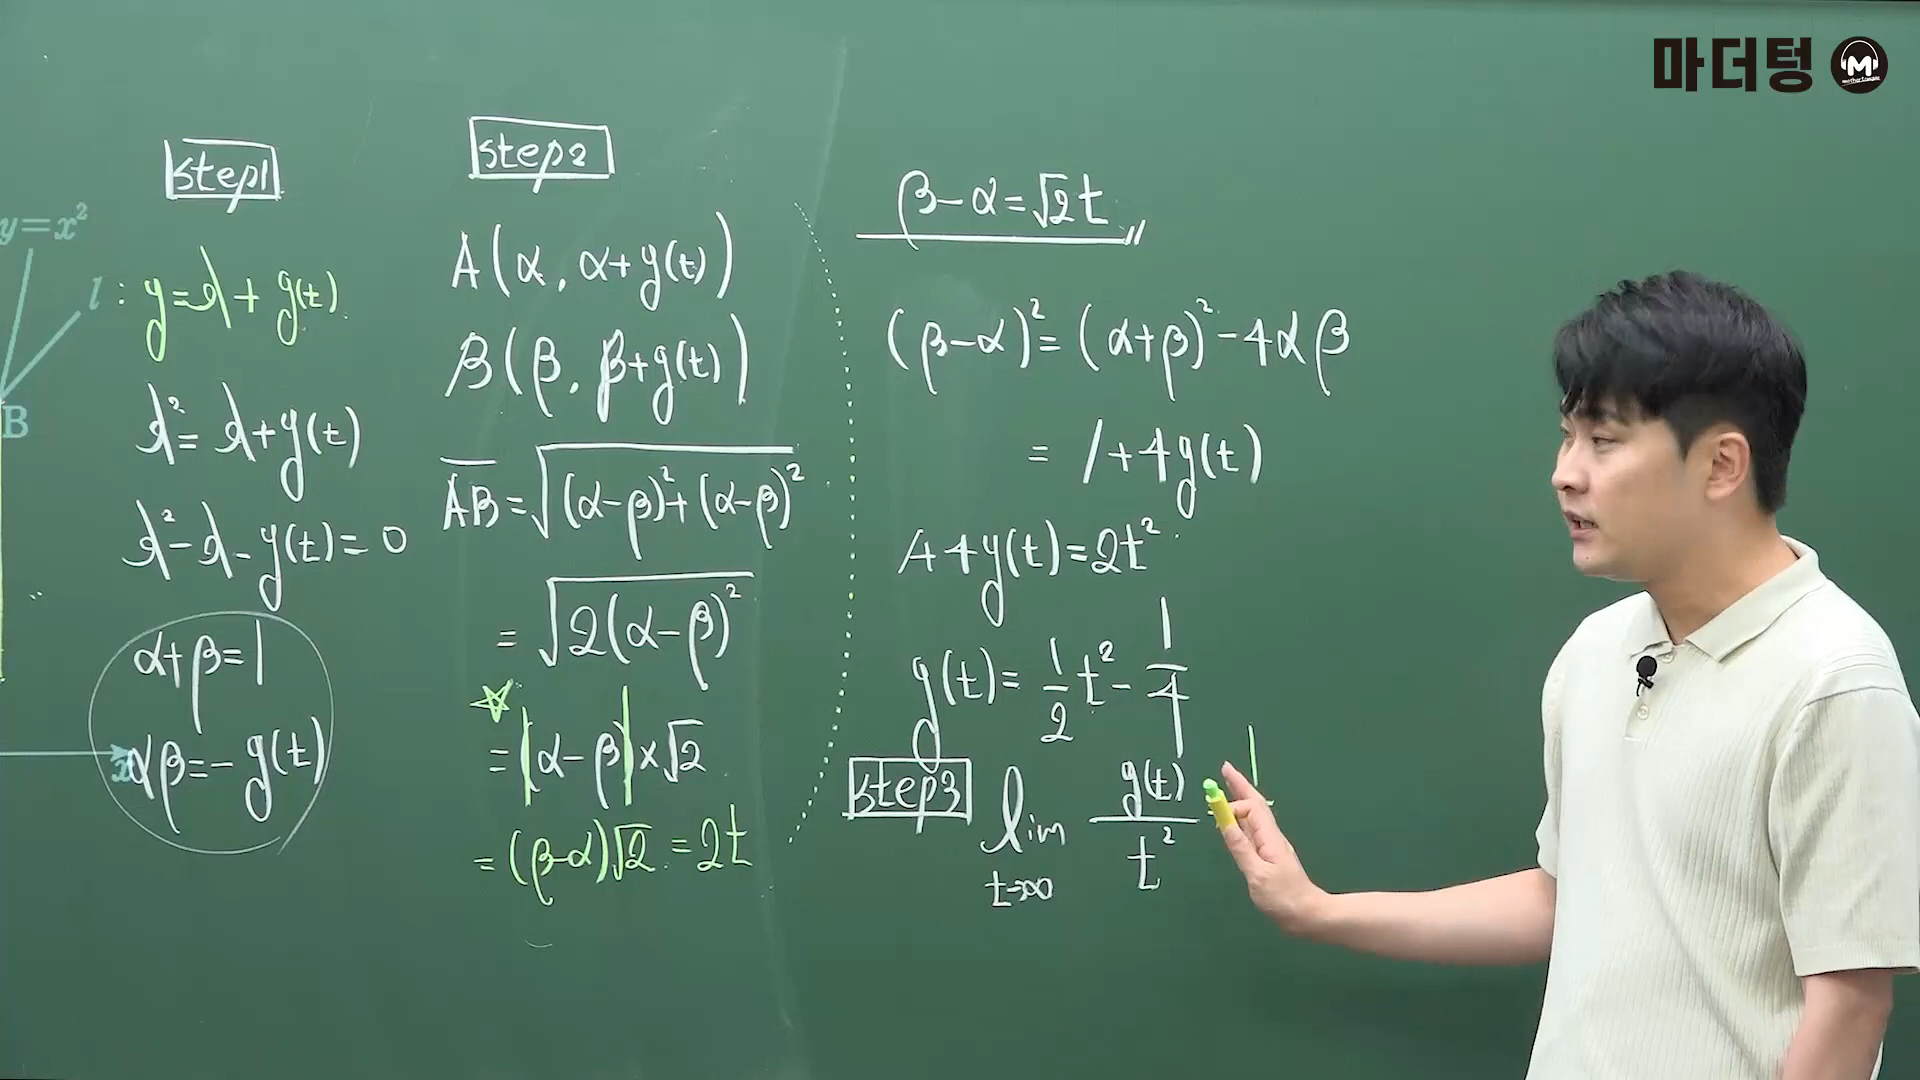 마더텅
M
step1
y=x²
l : y=x+g(t)
B
x²=x+g(t)
x²-x-g(t)=0
α+β=1
x
αβ=-g(t)
step2
A(α, α+g(t))
B(β, β+g(t))
AB=√(α-β)²+(α-β)²
=√2(α-β)²
☆
=|α-β|×√2
=(β-α)√2=2t
β-α=√2t
(β-α)²=(α+β)²-4αβ
=1+4g(t)
1+4g(t)=2t²
g(t)=1/2t²-1/4
step3
lim t→∞ g(t)/t²